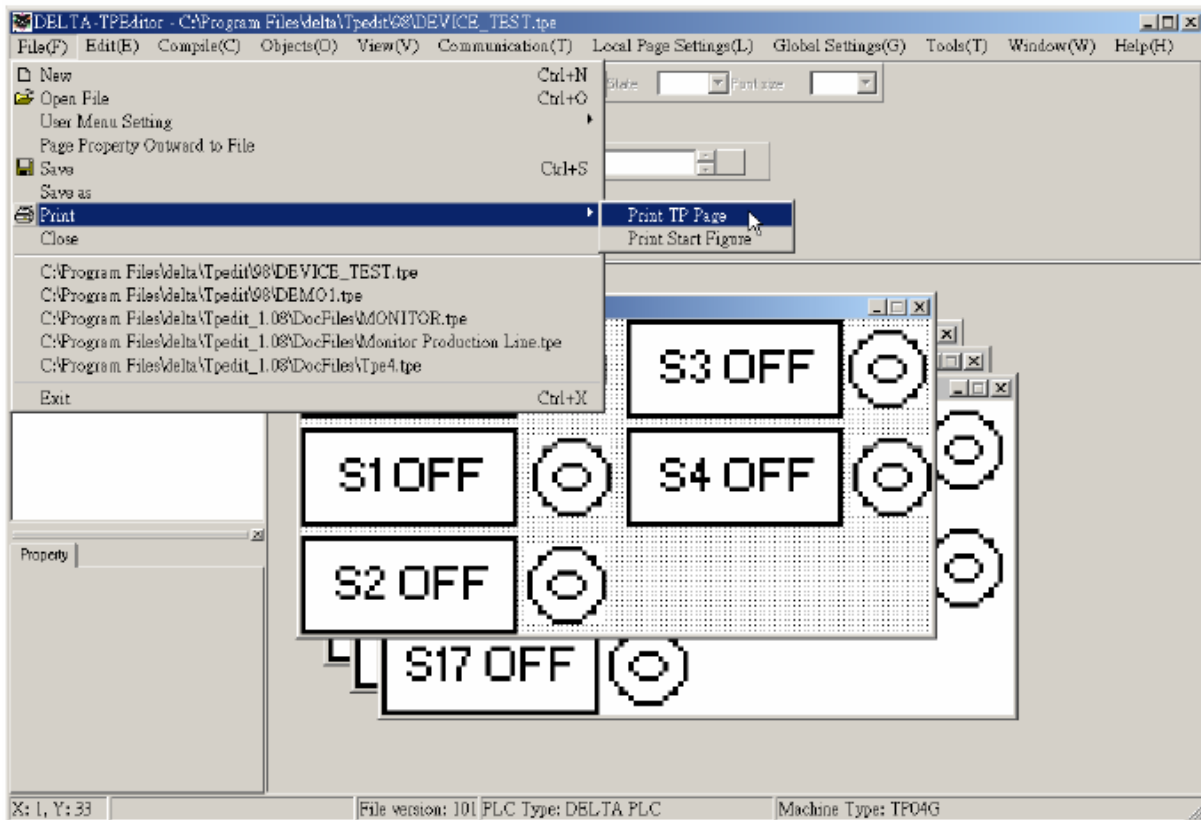 DELTA-TPEditor - C:\Program Files\delta\Tpedit\98\DEVICE_TEST.tpe
File(F) Edit(E) Compile(C) Objects(O) View(V) Communication(T) Local Page Settings(L) Global Settings(G) Tools(T) Window(W) Help(H)
New Ctrl+N
State Font size
Open File Ctrl+O
User Menu Setting
Page Property Outward to File
Save Ctrl+S
Save as
Print Print TP Page
Close Print Start Figure
C:\Program Files\delta\Tpedit\98\DEVICE_TEST.tpe
C:\Program Files\delta\Tpedit\98\DEMO1.tpe
C:\Program Files\delta\Tpedit_1.08\DocFiles\MONITOR.tpe
C:\Program Files\delta\Tpedit_1.08\DocFiles\Monitor Production Line.tpe
C:\Program Files\delta\Tpedit_1.08\DocFiles\Tpe4.tpe
Exit Ctrl+X
S3 OFF
S1 OFF S4 OFF
Property
S2 OFF
S17 OFF
X: 1, Y: 33 File version: 101 PLC Type: DELTA PLC Machine Type: TP04G